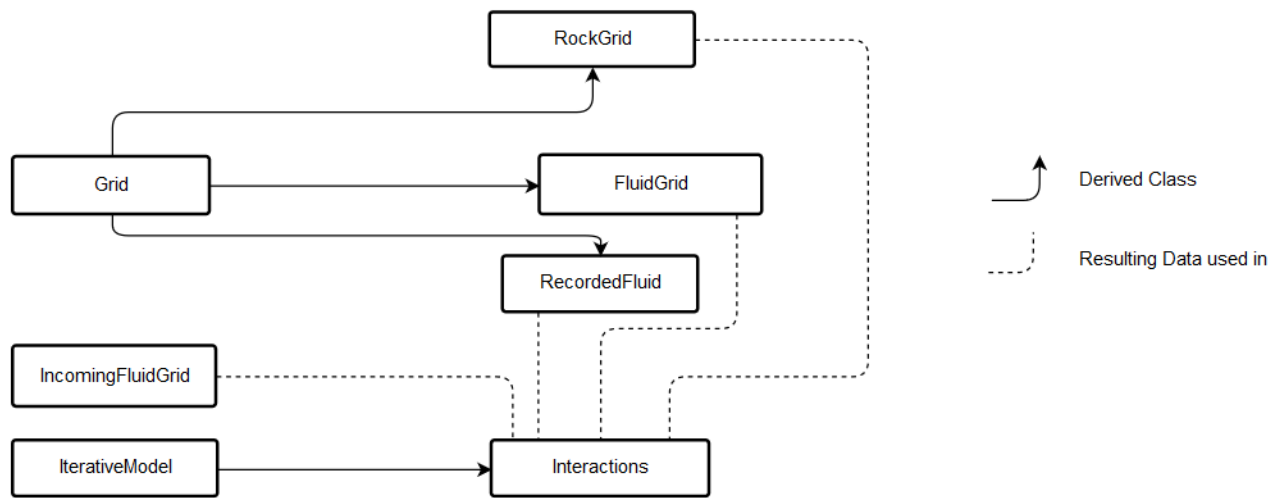 RockGrid
Grid
FluidGrid
Derived Class
RecordedFluid
Resulting Data used in
IncomingFluidGrid
IterativeModel
Interactions